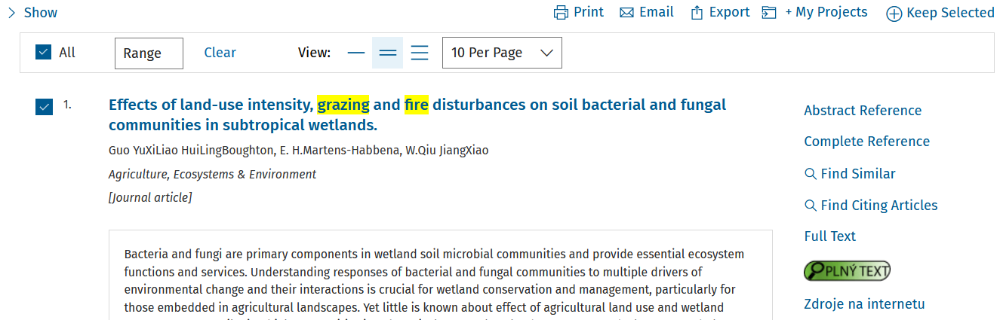 Show
Print
Email
Export
+ My Projects
Keep Selected
All
Range
Clear
View:
10 Per Page
1.
Effects of land-use intensity, grazing and fire disturbances on soil bacterial and fungal
communities in subtropical wetlands.
Guo YuXiLiao HuiLingBoughton, E. H.Martens-Habbena, W.Qiu JiangXiao
Agriculture, Ecosystems & Environment
[Journal article]
Bacteria and fungi are primary components in wetland soil microbial communities and provide essential ecosystem
functions and services. Understanding responses of bacterial and fungal communities to multiple drivers of
environmental change and their interactions is crucial for wetland conservation and management, particularly for
those embedded in agricultural landscapes. Yet little is known about effect of agricultural land use and wetland
Abstract Reference
Complete Reference
Find Similar
Find Citing Articles
Full Text
PLNÝ TEXT
Zdroje na internetu